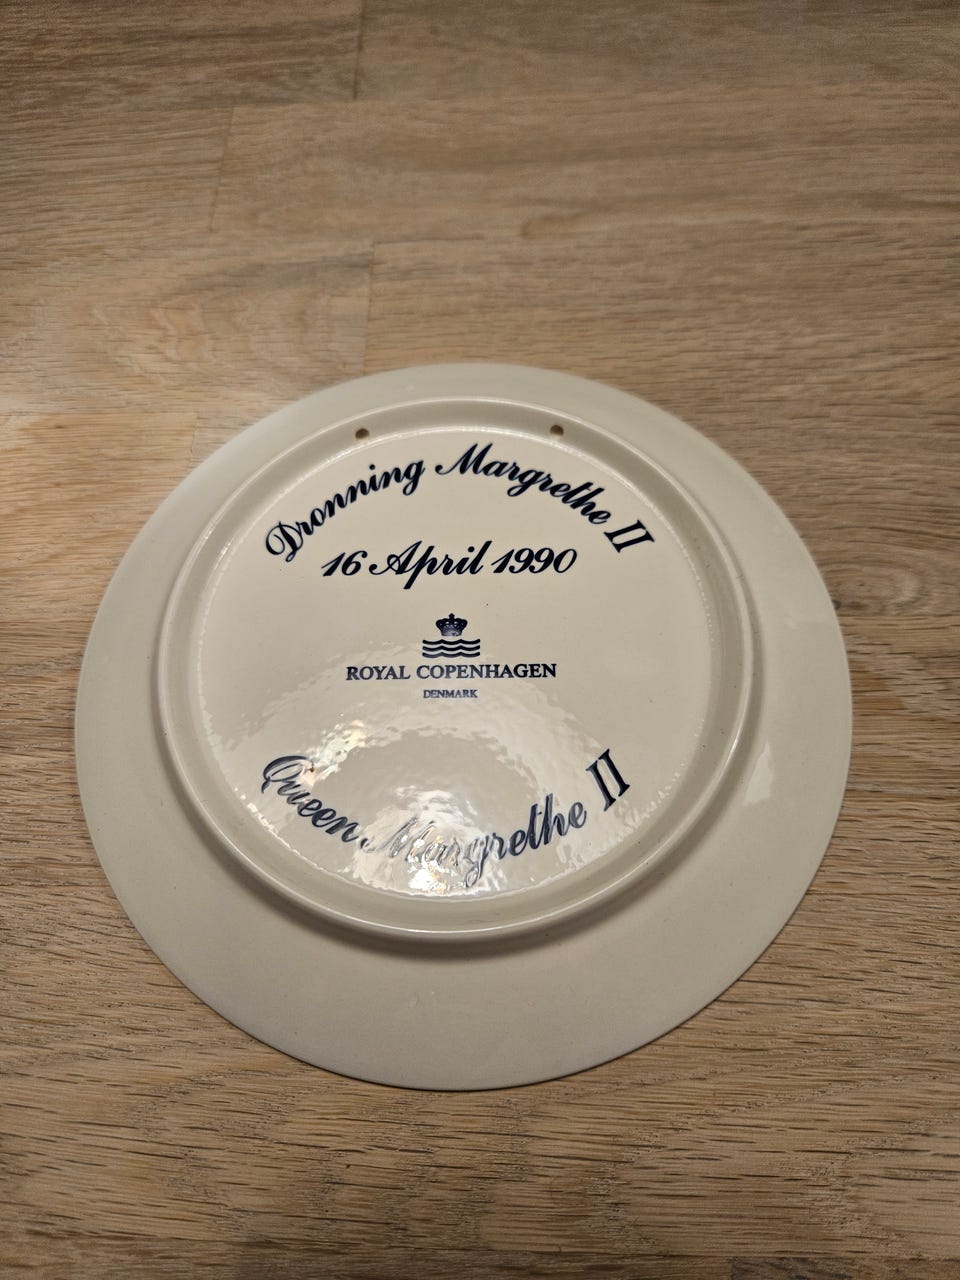 Dronning Margrethe II
16 April 1990
ROYAL COPENHAGEN
DENMARK
Queen Margrethe II